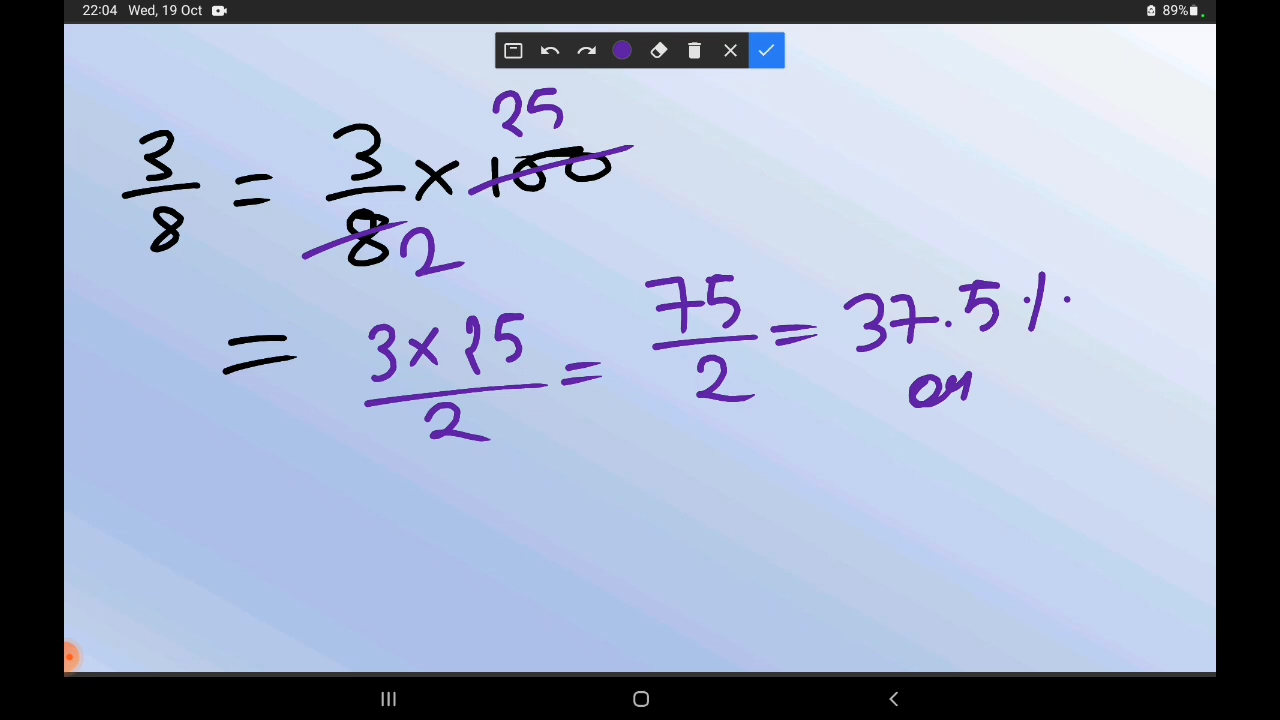 22:04 Wed, 19 Oct 89%
25
3/8 = 3/8 × 100
2
= 3 × 25/2 = 75/2 = 37.5 %
or